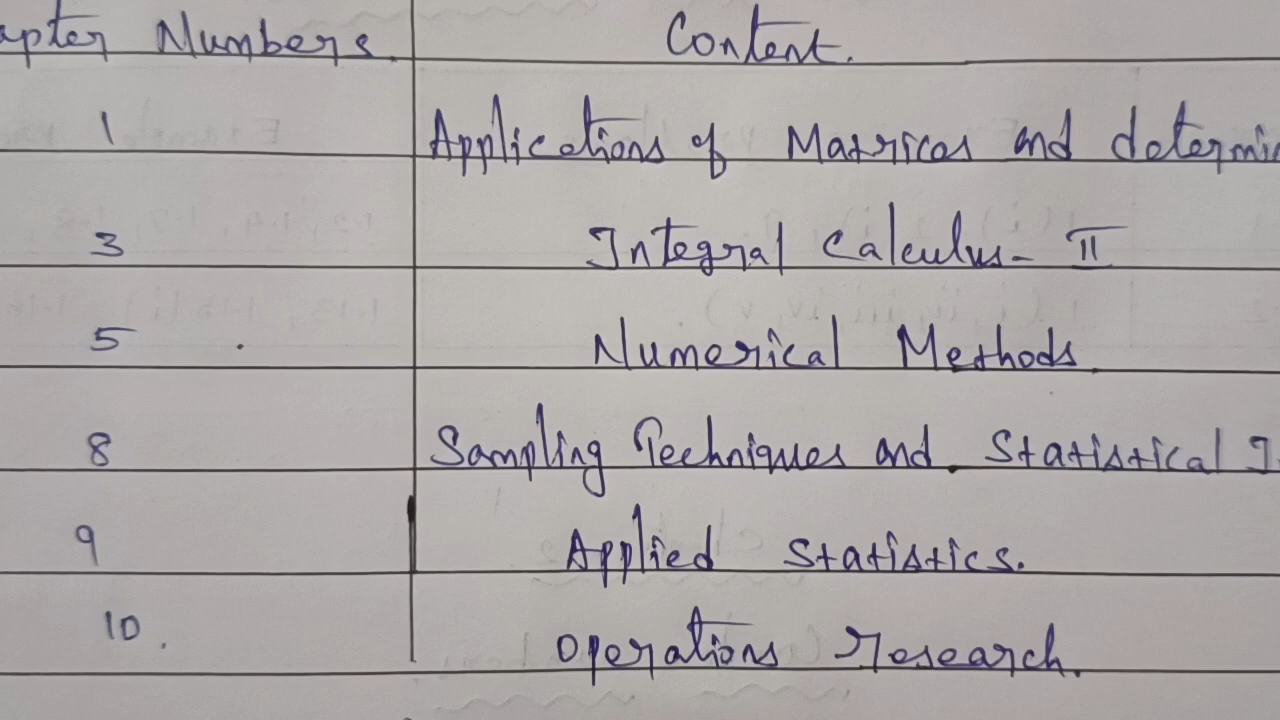 apter Numbers. Content.
1 Applications of Matrices and determin
3 Integral Calculus - II
5 Numerical Methods.
8 Sampling Techniques and Statistical I
9 Applied Statistics.
10. Operations research.